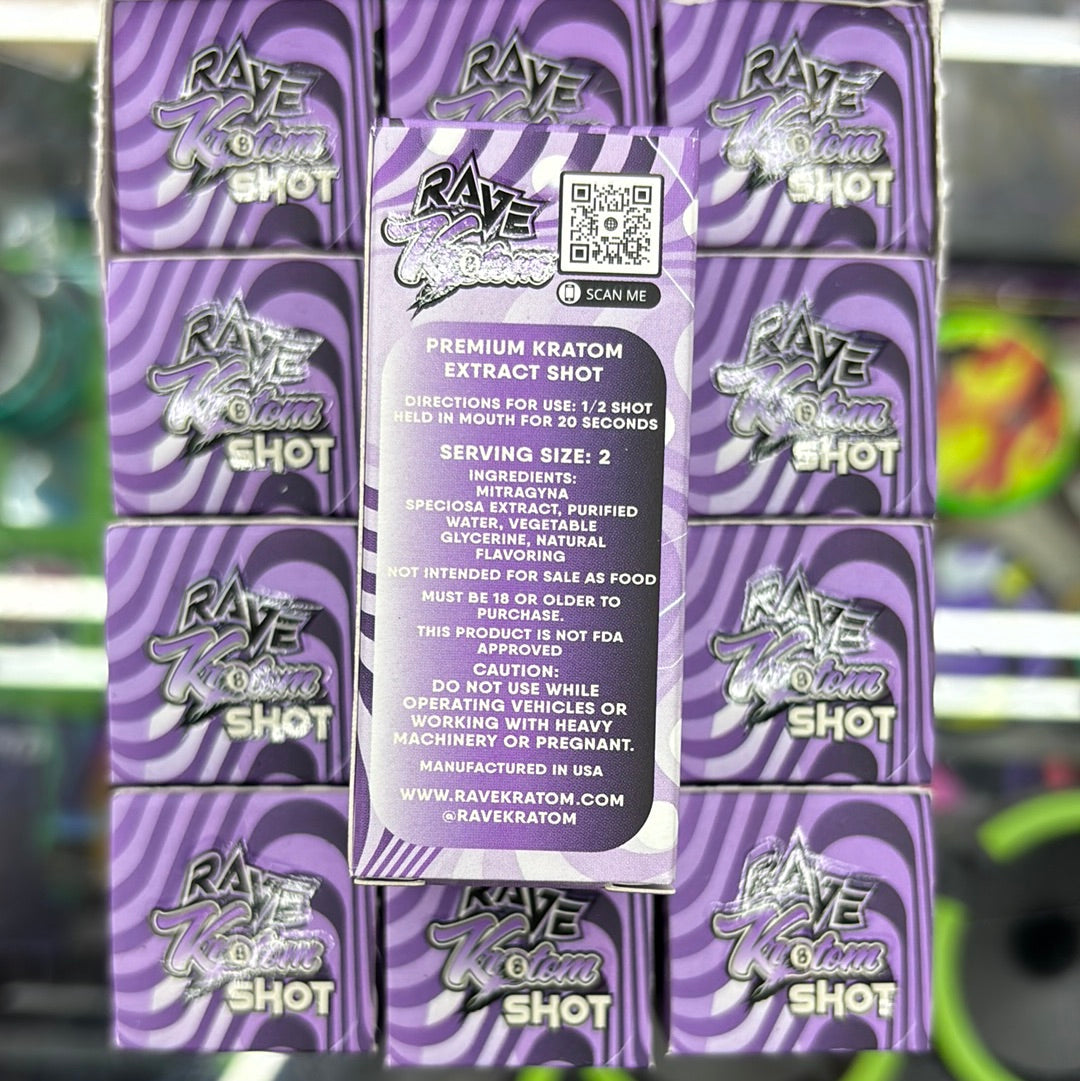 RAVE
Kratom
SHOT
RAVE
Kratom
RAVE
Kratom
SHOT
RAVE
Kratom
SCAN ME
PREMIUM KRATOM
EXTRACT SHOT
DIRECTIONS FOR USE: 1/2 SHOT
HELD IN MOUTH FOR 20 SECONDS
SERVING SIZE: 2
INGREDIENTS:
MITRAGYNA
SPECIOSA EXTRACT, PURIFIED
WATER, VEGETABLE
GLYCERINE, NATURAL
FLAVORING
NOT INTENDED FOR SALE AS FOOD
MUST BE 18 OR OLDER TO
PURCHASE.
THIS PRODUCT IS NOT FDA
APPROVED
CAUTION:
DO NOT USE WHILE
OPERATING VEHICLES OR
WORKING WITH HEAVY
MACHINERY OR PREGNANT.
MANUFACTURED IN USA
WWW.RAVEKRATOM.COM
@RAVEKRATOM
RAVE
Kratom
SHOT
RAVE
Kratom
SHOT
RAVE
Kratom
SHOT
RAVE
Kratom
SHOT
RAVE
Kratom
SHOT
RAVE
Kratom
SHOT
RAVE
Kratom
SHOT